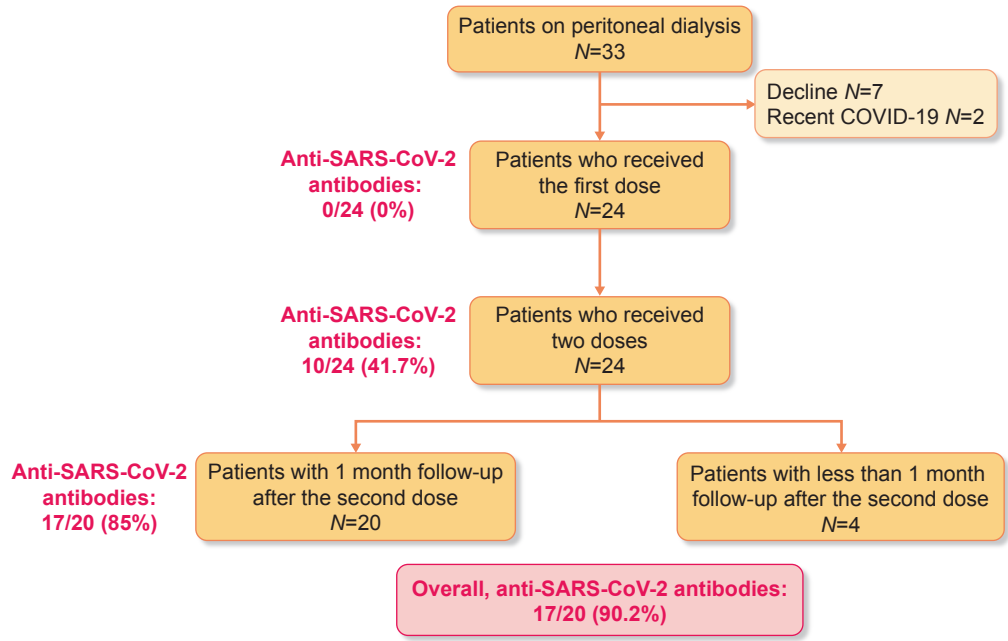 Patients on peritoneal dialysis
N=33
Decline N=7
Recent COVID-19 N=2
Anti-SARS-CoV-2
antibodies:
0/24 (0%)
Patients who received
the first dose
N=24
Anti-SARS-CoV-2
antibodies:
10/24 (41.7%)
Patients who received
two doses
N=24
Anti-SARS-CoV-2
antibodies:
17/20 (85%)
Patients with 1 month follow-up
after the second dose
N=20
Patients with less than 1 month
follow-up after the second dose
N=4
Overall, anti-SARS-CoV-2 antibodies:
17/20 (90.2%)